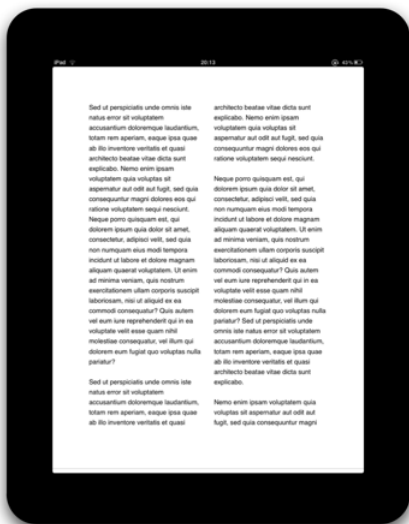 iPad
20:13
42%
Sed ut perspiciatis unde omnis iste
natus error sit voluptatem
accusantium doloremque laudantium,
totam rem aperiam, eaque ipsa quae
ab illo inventore veritatis et quasi
architecto beatae vitae dicta sunt
explicabo. Nemo enim ipsam
voluptatem quia voluptas sit
aspernatur aut odit aut fugit, sed quia
consequuntur magni dolores eos qui
ratione voluptatem sequi nesciunt.
Neque porro quisquam est, qui
dolorem ipsum quia dolor sit amet,
consectetur, adipisci velit, sed quia
non numquam eius modi tempora
incidunt ut labore et dolore magnam
aliquam quaerat voluptatem. Ut enim
ad minima veniam, quis nostrum
exercitationem ullam corporis suscipit
laboriosam, nisi ut aliquid ex ea
commodi consequatur? Quis autem
vel eum iure reprehenderit qui in ea
voluptate velit esse quam nihil
molestiae consequatur, vel illum qui
dolorem eum fugiat quo voluptas nulla
pariatur?
Sed ut perspiciatis unde omnis iste
natus error sit voluptatem
accusantium doloremque laudantium,
totam rem aperiam, eaque ipsa quae
ab illo inventore veritatis et quasi
architecto beatae vitae dicta sunt
explicabo. Nemo enim ipsam
voluptatem quia voluptas sit
aspernatur aut odit aut fugit, sed quia
consequuntur magni dolores eos qui
ratione voluptatem sequi nesciunt.
Neque porro quisquam est, qui
dolorem ipsum quia dolor sit amet,
consectetur, adipisci velit, sed quia
non numquam eius modi tempora
incidunt ut labore et dolore magnam
aliquam quaerat voluptatem. Ut enim
ad minima veniam, quis nostrum
exercitationem ullam corporis suscipit
laboriosam, nisi ut aliquid ex ea
commodi consequatur? Quis autem
vel eum iure reprehenderit qui in ea
voluptate velit esse quam nihil
molestiae consequatur, vel illum qui
dolorem eum fugiat quo voluptas nulla
pariatur? Sed ut perspiciatis unde
omnis iste natus error sit voluptatem
accusantium doloremque laudantium,
totam rem aperiam, eaque ipsa quae
ab illo inventore veritatis et quasi
architecto beatae vitae dicta sunt
explicabo.
Nemo enim ipsam voluptatem quia
voluptas sit aspernatur aut odit aut
fugit, sed quia consequuntur magni